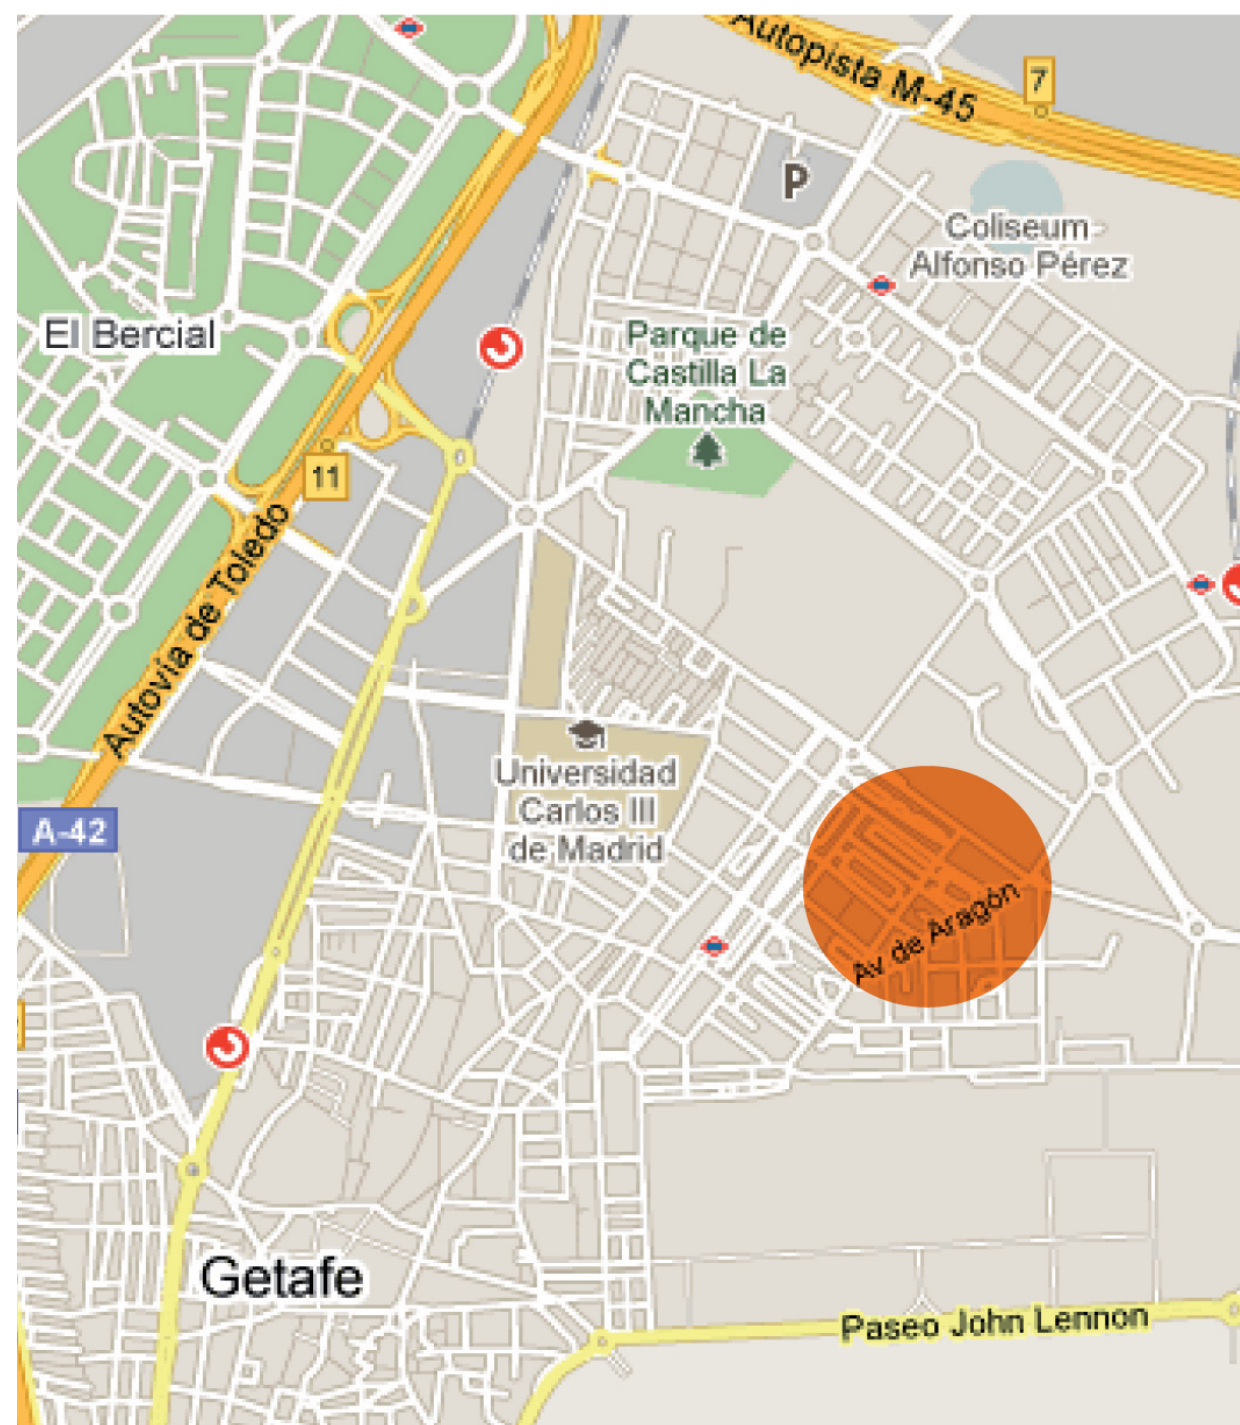 Autopista M-45
7
P
Coliseum
Alfonso Pérez
El Bercial
Parque de
Castilla La
Mancha
11
Autovía de Toledo
Universidad
Carlos III
de Madrid
A-42
Av. de Aragón
Getafe
Paseo John Lennon